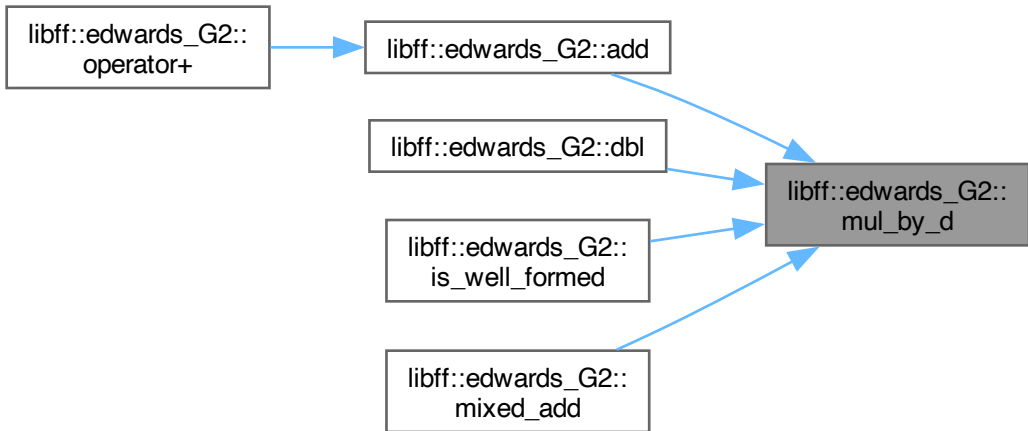 libff::edwards_G2::
operator+
libff::edwards_G2::add
libff::edwards_G2::dbl
libff::edwards_G2::
is_well_formed
libff::edwards_G2::
mixed_add
libff::edwards_G2::
mul_by_d